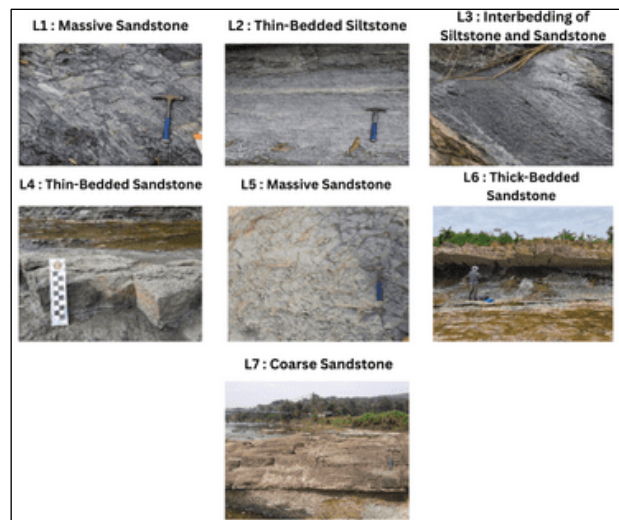 L1 : Massive Sandstone
L2 : Thin-Bedded Siltstone
L3 : Interbedding of
Siltstone and Sandstone
L4 : Thin-Bedded Sandstone
L5 : Massive Sandstone
L6 : Thick-Bedded
Sandstone
L7 : Coarse Sandstone